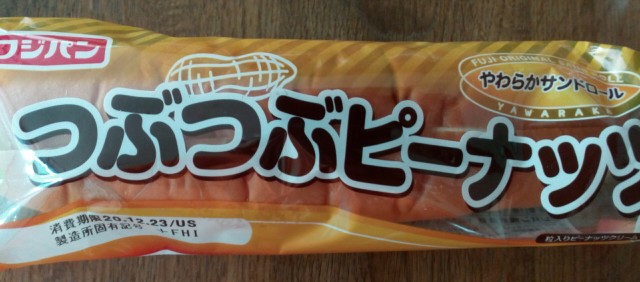 フジパン
FUJI ORIGINAL
やわらかサンドロール
YAWARAKA
つぶつぶピーナッツ
消費期限20.12.23/US
製造所固有記号 +FHI
粒入りピーナッツクリーム